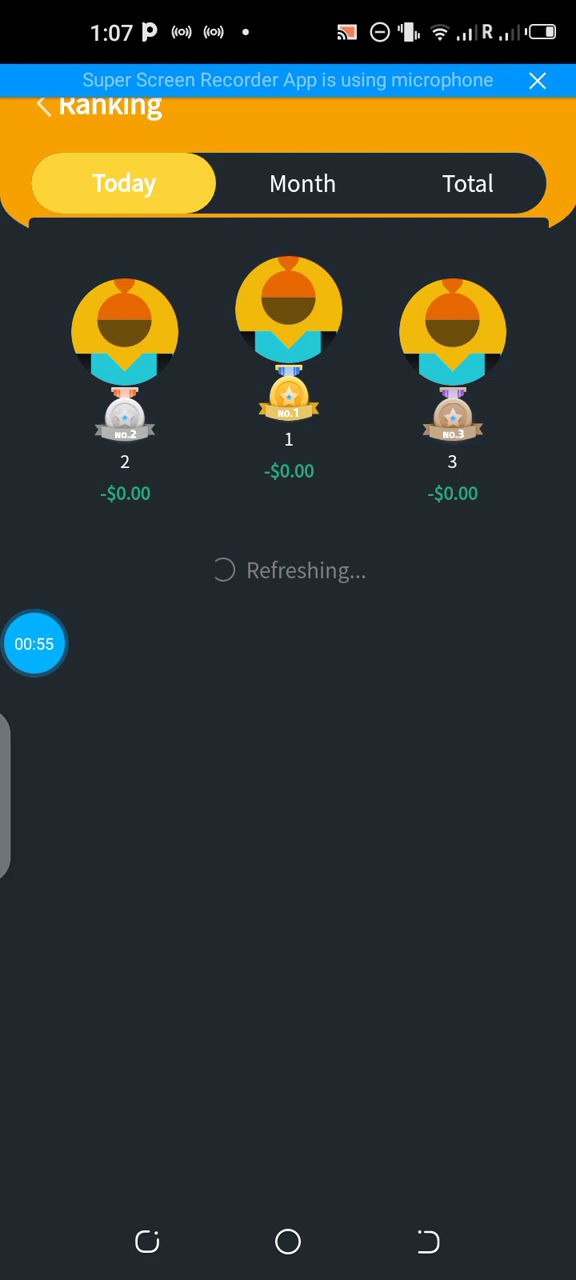 1:07
R
Super Screen Recorder App is using microphone
Ranking
Today Month Total
NO.2 NO.1 NO.3
2 1 3
-$0.00 -$0.00 -$0.00
Refreshing...
00:55